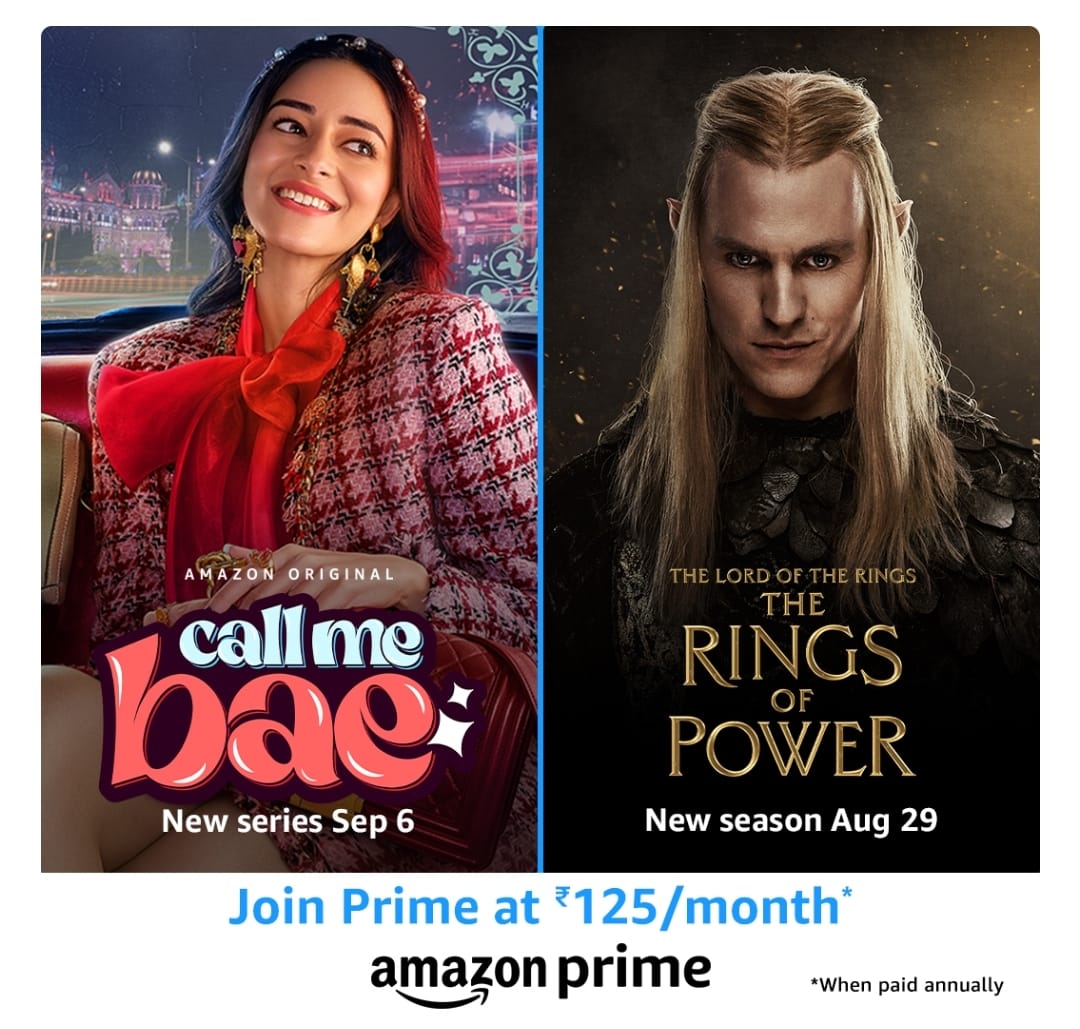 AMAZON ORIGINAL
call me
bae
New series Sep 6
THE LORD OF THE RINGS
THE
RINGS
OF
POWER
New season Aug 29
Join Prime at ₹125/month*
amazon prime
*When paid annually